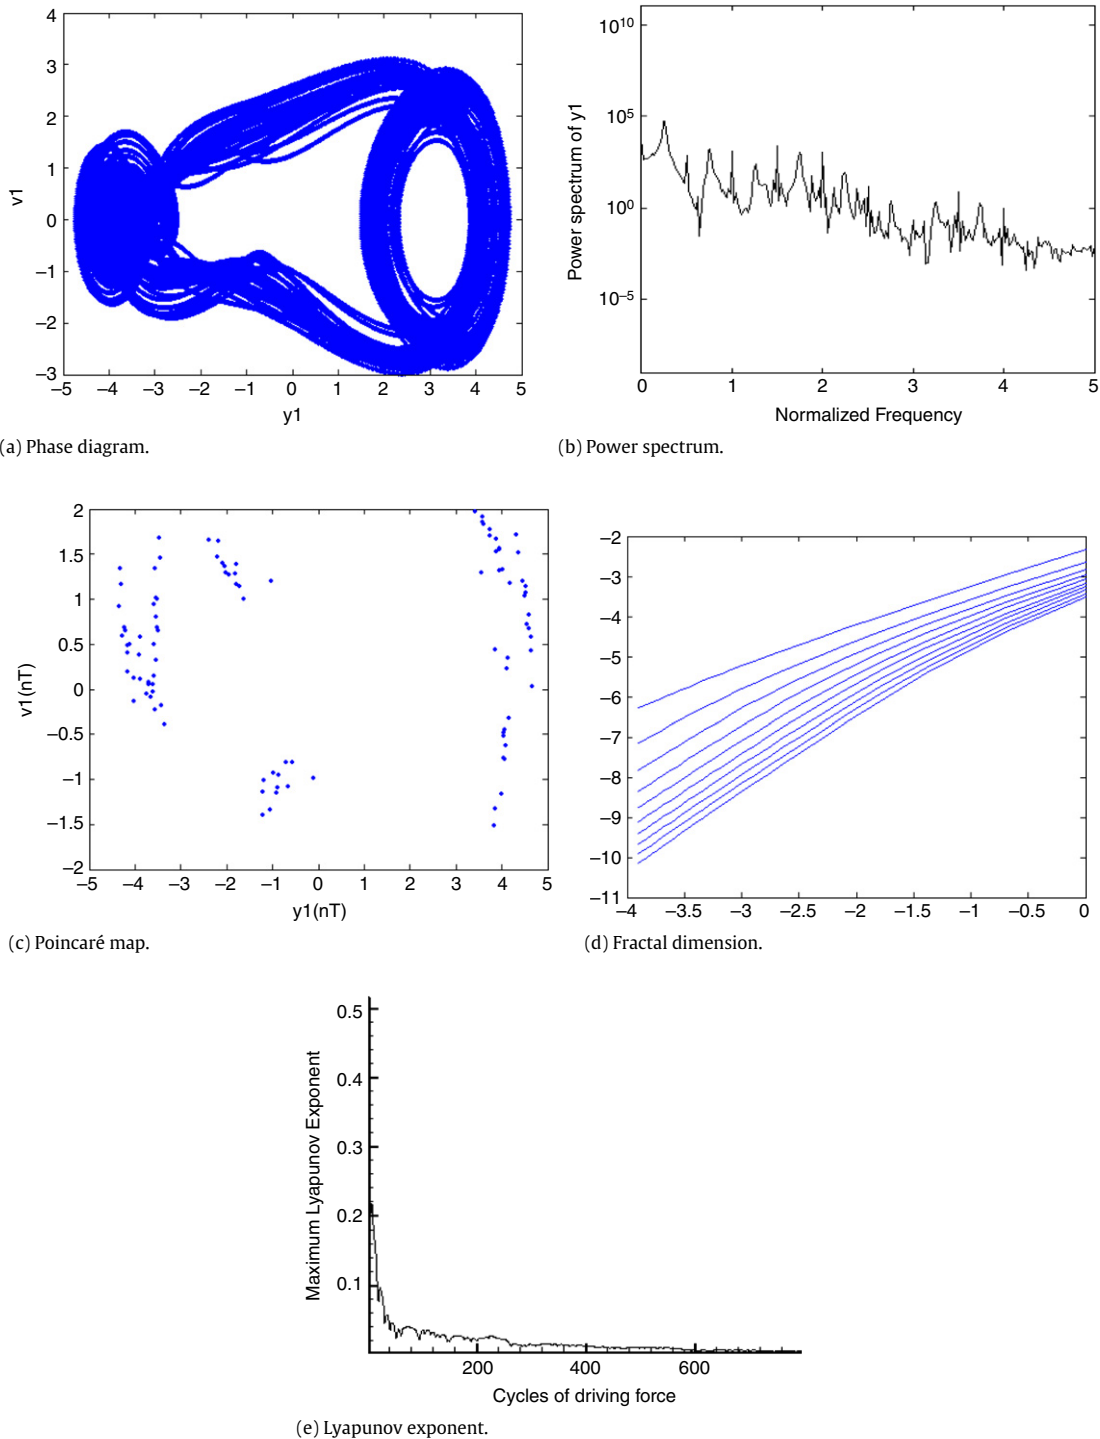 4
3
2
1
0
−1
−2
−3
−5 −4 −3 −2 −1 0 1 2 3 4 5
v1
y1
(a) Phase diagram.
10^10
10^5
10^0
10^−5
0 1 2 3 4 5
Power spectrum of y1
Normalized Frequency
(b) Power spectrum.
2
1.5
1
0.5
0
−0.5
−1
−1.5
−2
−5 −4 −3 −2 −1 0 1 2 3 4 5
v1(nT)
y1(nT)
(c) Poincaré map.
−2
−3
−4
−5
−6
−7
−8
−9
−10
−11
−4 −3.5 −3 −2.5 −2 −1.5 −1 −0.5 0
(d) Fractal dimension.
0.5
0.4
0.3
0.2
0.1
200 400 600
Maximum Lyapunov Exponent
Cycles of driving force
(e) Lyapunov exponent.